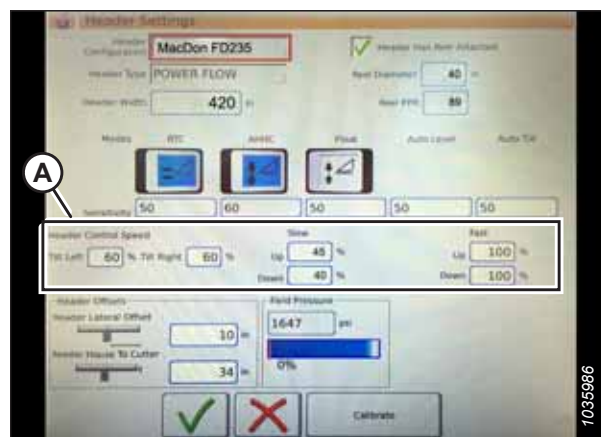 Header Settings
Header Configuration MacDon FD235 Header Has Reel Attached
Header Type POWER FLOW Reel Diameter 40 in
Header Width 420 in Reel PPR 89
Modes RTC AHHC Float Auto Level Auto Tilt
A
Sensitivity 50 60 50 50 50
Header Control Speed Slow Fast
Tilt Left 60 % Tilt Right 60 % Up 45 % Up 100 %
Down 40 % Down 100 %
Header Offsets Field Pressure
Header Lateral Offset 1647 psi
10 in
Feeder House To Cutter 0%
34 in
Calibrate
1035986